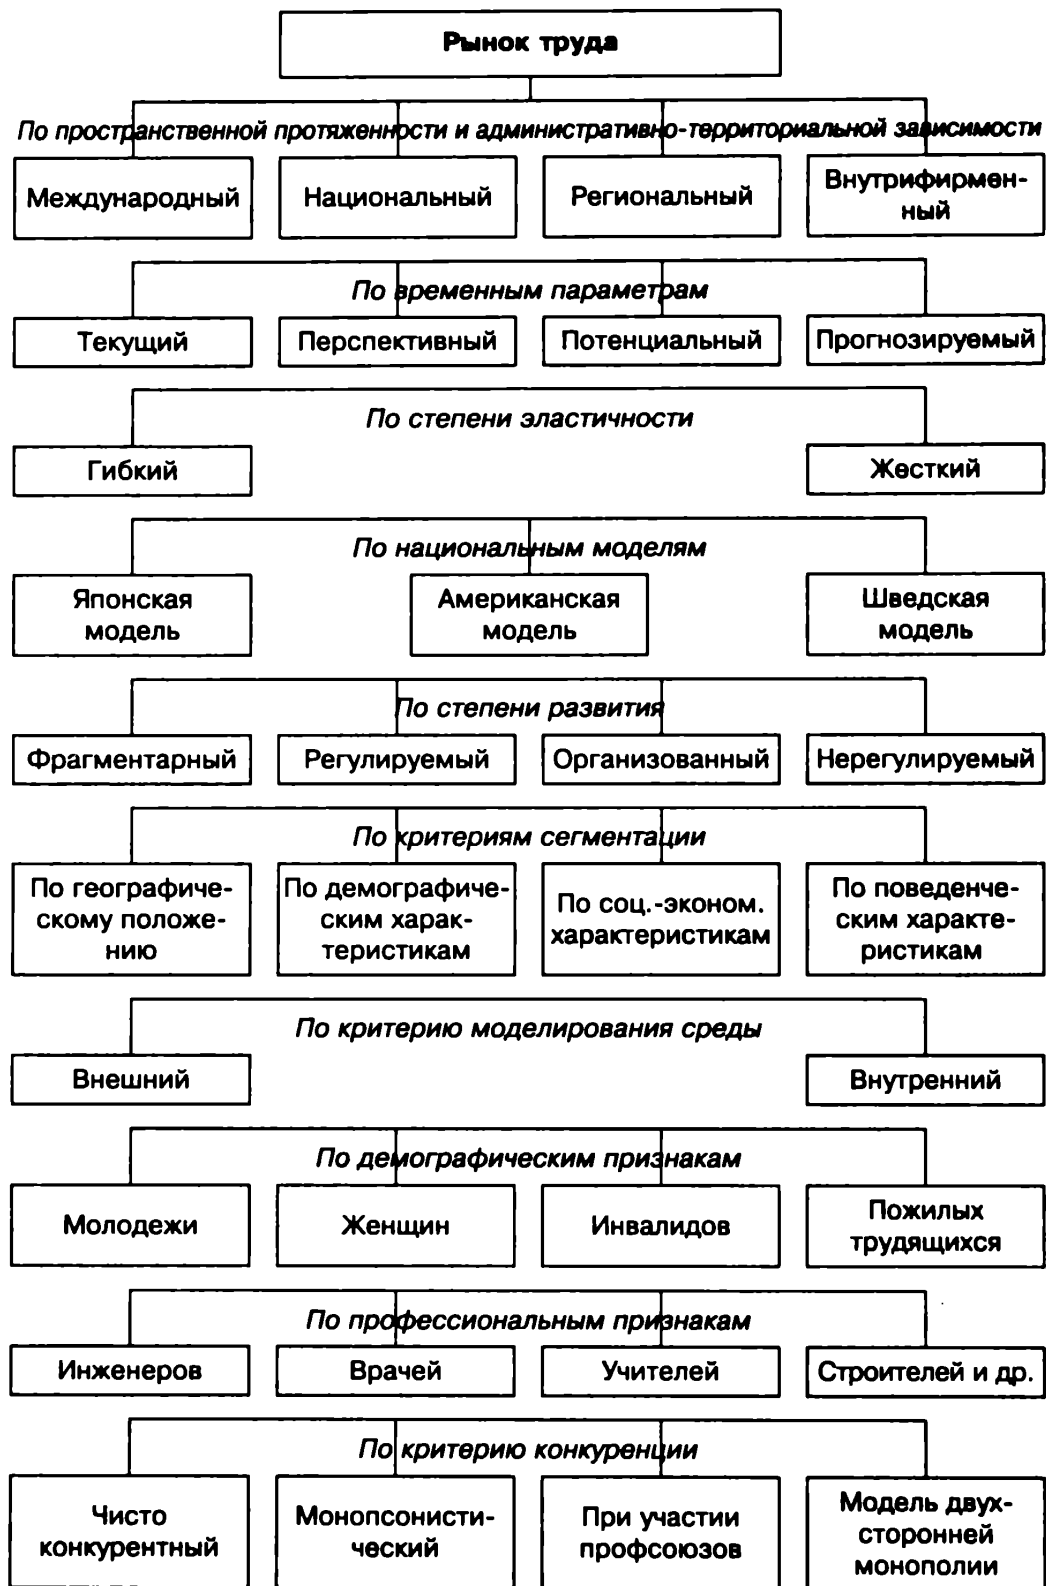 Рынок труда
По пространственной протяженности и административно-территориальной зависимости
Международный
Национальный
Региональный
Внутрифирмен-
ный
По временным параметрам
Текущий
Перспективный
Потенциальный
Прогнозируемый
По степени эластичности
Гибкий
Жесткий
По национальным моделям
Японская
модель
Американская
модель
Шведская
модель
По степени развития
Фрагментарный
Регулируемый
Организованный
Нерегулируемый
По критериям сегментации
По географиче-
скому положе-
нию
По демографиче-
ским харак-
теристикам
По соц.-эконом.
характеристикам
По поведенче-
ским характе-
ристикам
По критерию моделирования среды
Внешний
Внутренний
По демографическим признакам
Молодежи
Женщин
Инвалидов
Пожилых
трудящихся
По профессиональным признакам
Инженеров
Врачей
Учителей
Строителей и др.
По критерию конкуренции
Чисто
конкурентный
Монопсонисти-
ческий
При участии
профсоюзов
Модель двух-
сторонней
монополии